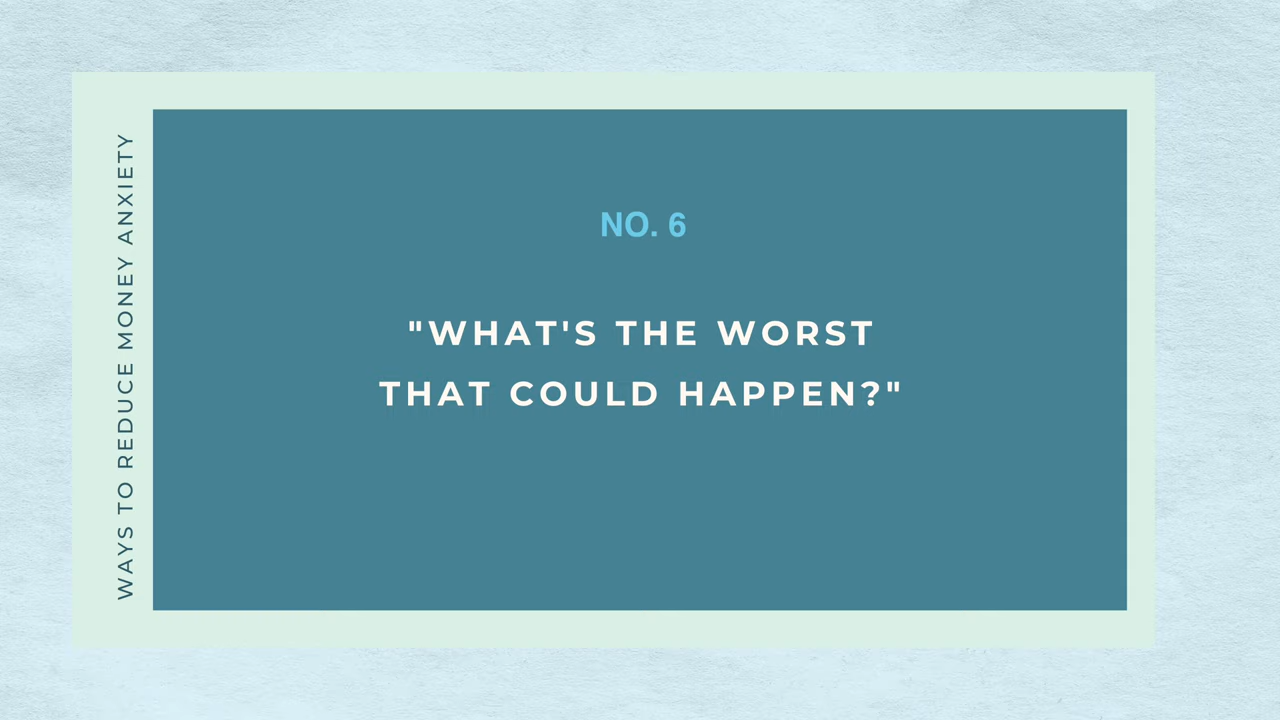 WAYS TO REDUCE MONEY ANXIETY
NO. 6
"WHAT'S THE WORST
THAT COULD HAPPEN?"